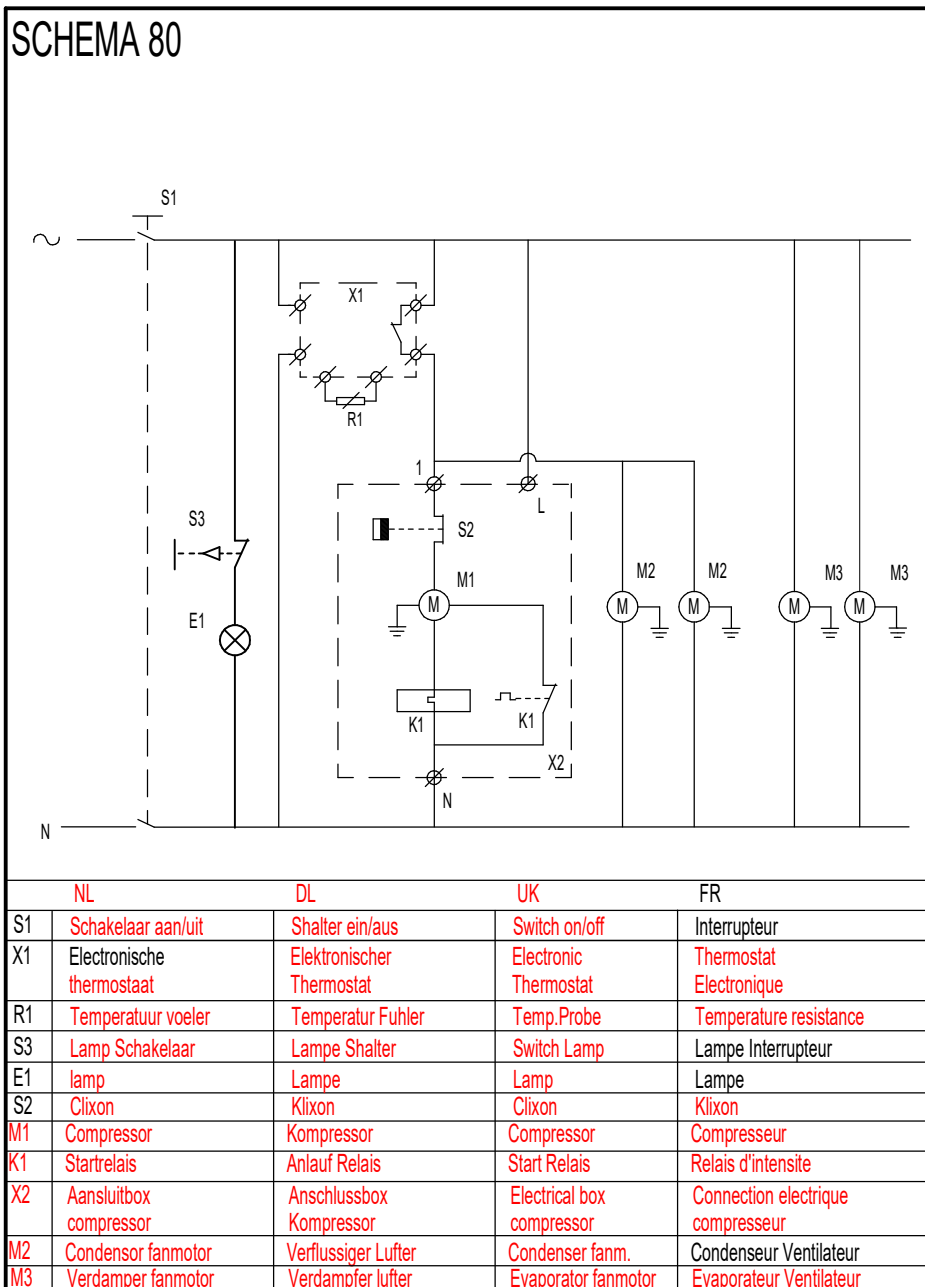 SCHEMA 80
S1
X1
R1
1
L
S3
S2
M1
M2
M2
M3
M3
M
M
M
M
M
E1
K1
K1
X2
N
N
NL DL UK FR
S1 Schakelaar aan/uit Shalter ein/aus Switch on/off Interrupteur
X1 Electronische Elektronischer Electronic Thermostat
thermostaat Thermostat Thermostat Electronique
R1 Temperatuur voeler Temperatur Fuhler Temp.Probe Temperature resistance
S3 Lamp Schakelaar Lampe Shalter Switch Lamp Lampe Interrupteur
E1 lamp Lampe Lamp Lampe
S2 Clixon Klixon Clixon Klixon
M1 Compressor Kompressor Compressor Compresseur
K1 Startrelais Anlauf Relais Start Relais Relais d'intensite
X2 Aansluitbox Anschlussbox Electrical box Connection electrique
compressor Kompressor compressor compresseur
M2 Condensor fanmotor Verflussiger Lufter Condenser fanm. Condenseur Ventilateur
M3 Verdamper fanmotor Verdampfer lufter Evaporator fanmotor Evaporateur Ventilateur